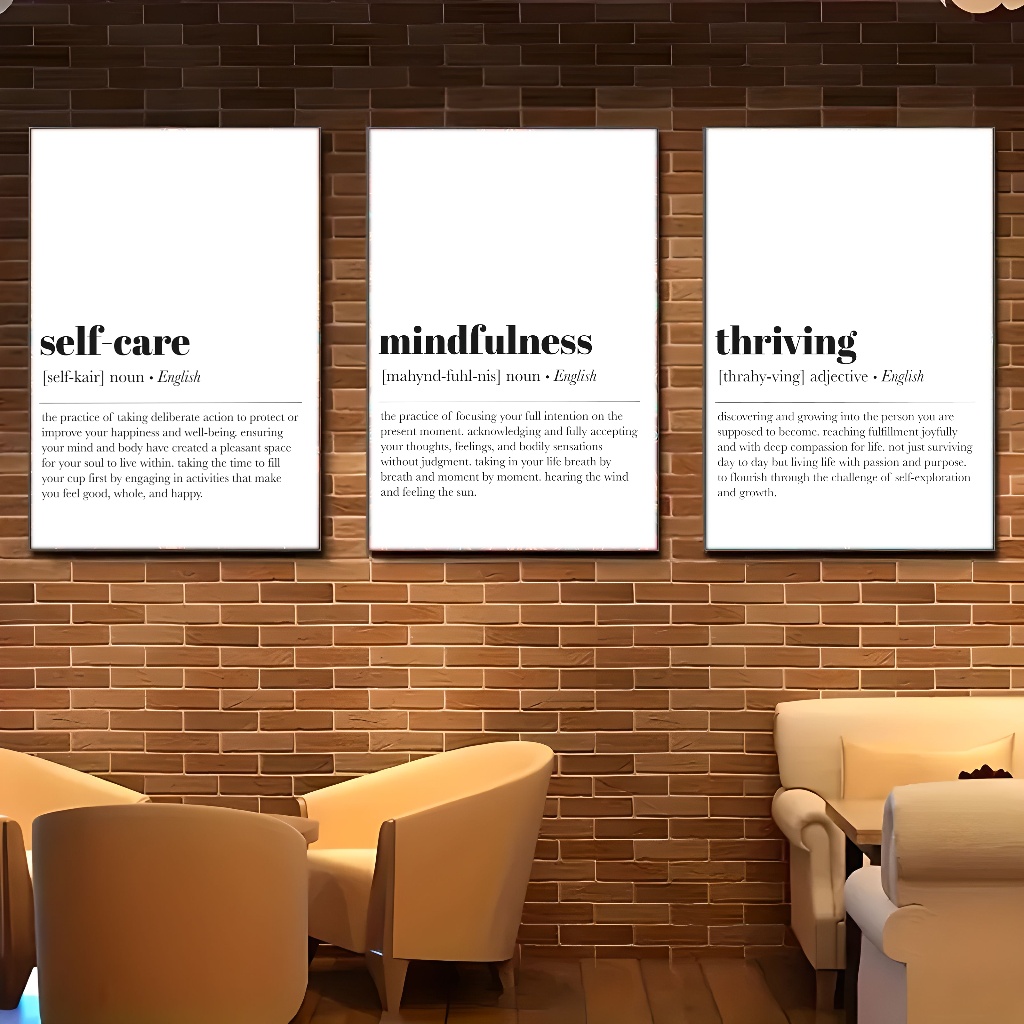 self-care
[self-kair] noun • English
the practice of taking deliberate action to protect or
improve your happiness and well-being. ensuring
your mind and body have created a pleasant space
for your soul to live within. taking the time to fill
your cup first by engaging in activities that make
you feel good, whole, and happy.
mindfulness
[mahynd-fuhl-nis] noun • English
the practice of focusing your full intention on the
present moment. acknowledging and fully accepting
your thoughts, feelings, and bodily sensations
without judgment. taking in your life breath by
breath and moment by moment. hearing the wind
and feeling the sun.
thriving
[thrahy-ving] adjective • English
discovering and growing into the person you are
supposed to become. reaching fulfillment joyfully
and with deep compassion for life. not just surviving
day to day but living life with passion and purpose.
to flourish through the challenge of self-exploration
and growth.